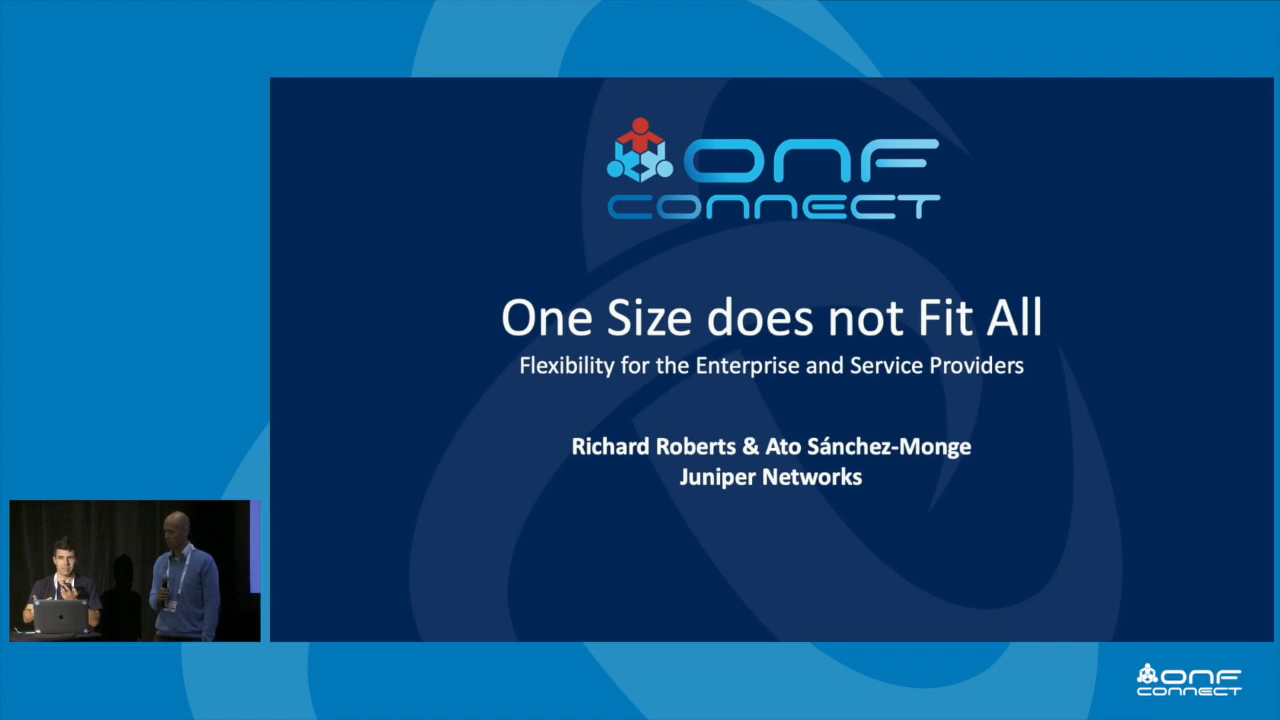 ONF
CONNECT
One Size does not Fit All
Flexibility for the Enterprise and Service Providers
Richard Roberts & Ato Sánchez-Monge
Juniper Networks
ONF
CONNECT